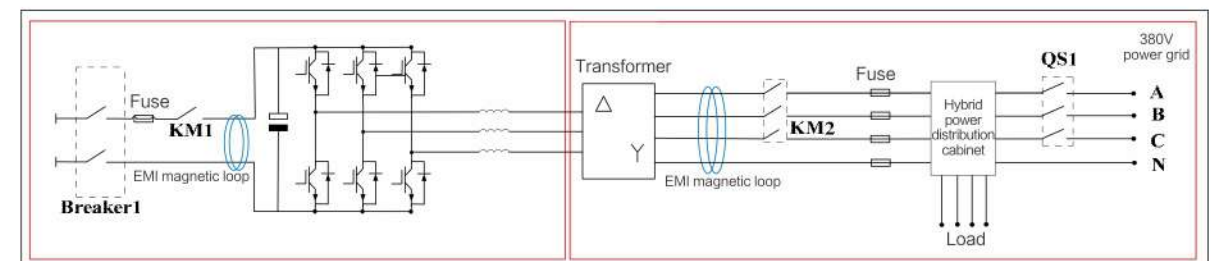 Breaker1
Fuse
KM1
EMI magnetic loop
Transformer
△
Y
EMI magnetic loop
KM2
Fuse
Hybrid
power
distribution
cabinet
Load
QS1
380V
power grid
A
B
C
N